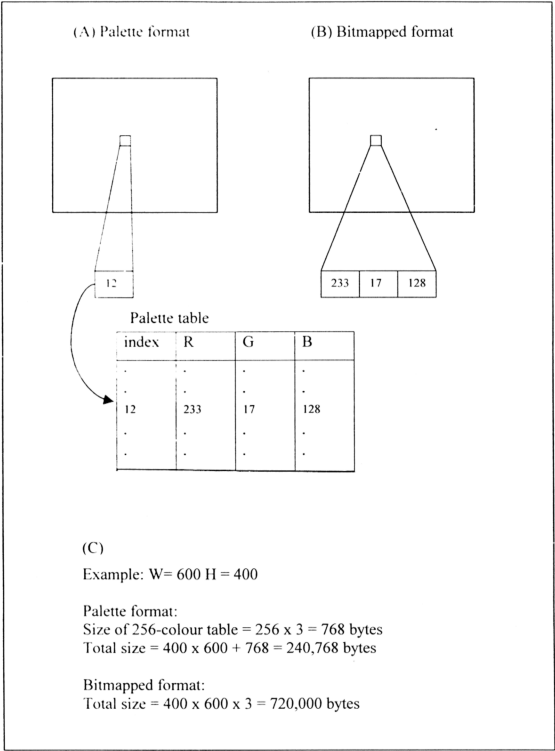 (A) Palette format
(B) Bitmapped format
12
233 17 128
Palette table
index R G B
. . . .
. . . .
12 233 17 128
. . . .
. . . .
(C)
Example: W= 600 H = 400
Palette format:
Size of 256-colour table = 256 x 3 = 768 bytes
Total size = 400 x 600 + 768 = 240,768 bytes
Bitmapped format:
Total size = 400 x 600 x 3 = 720,000 bytes